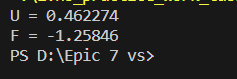 U = 0.462274
F = -1.25846
PS D:\Epic 7 vs>